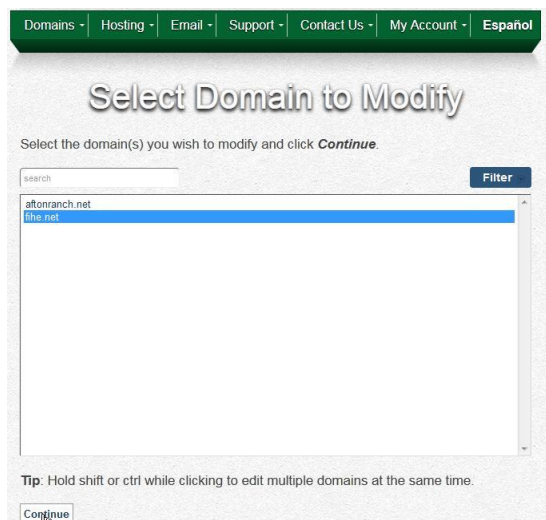 Domains Hosting Email Support Contact Us My Account Español
Select Domain to Modify
Select the domain(s) you wish to modify and click Continue.
search Filter
aftonranch.net
fihe.net
Tip: Hold shift or ctrl while clicking to edit multiple domains at the same time.
Continue